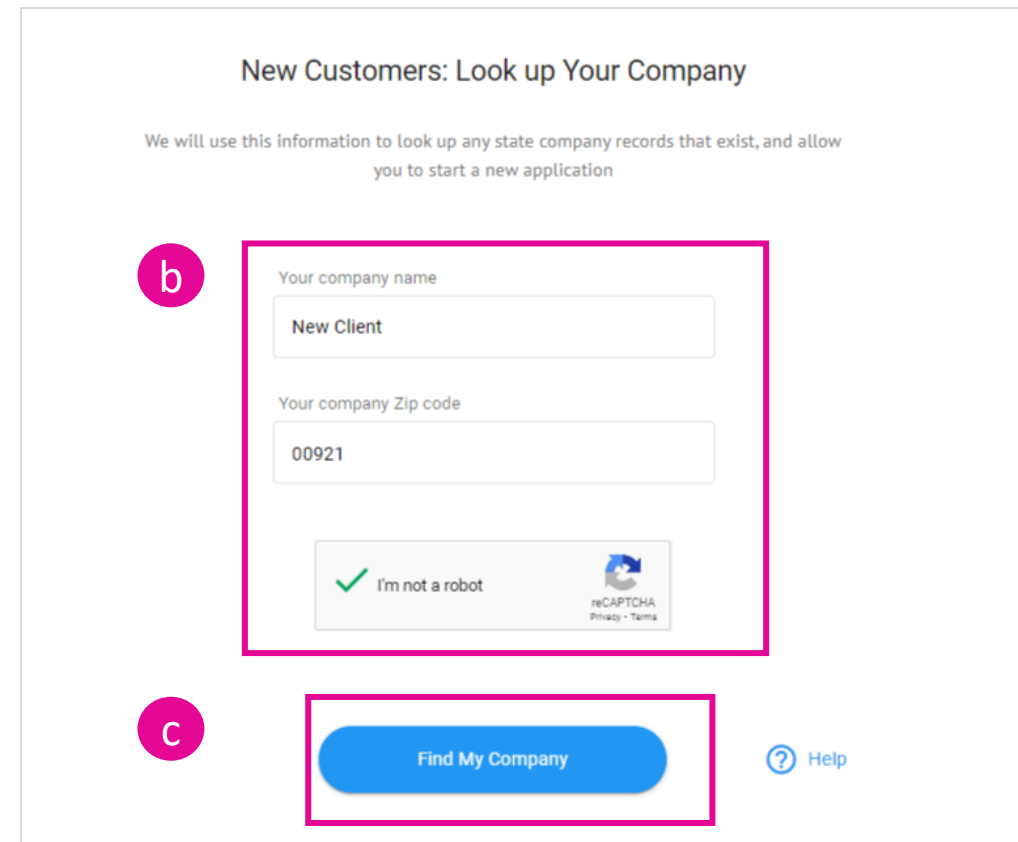 New Customers: Look up Your Company
We will use this information to look up any state company records that exist, and allow
you to start a new application
b
Your company name
New Client
Your company Zip code
00921
I'm not a robot
reCAPTCHA
Privacy - Terms
c
Find My Company
? Help